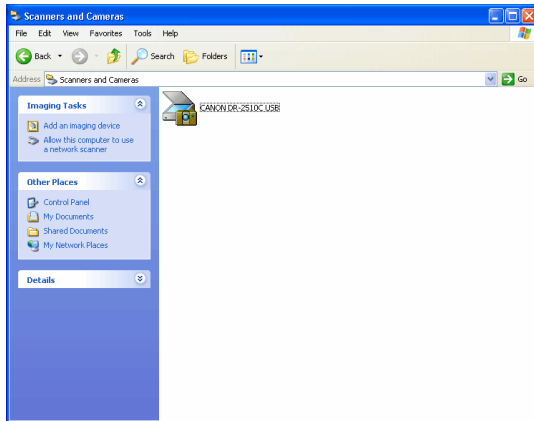 Scanners and Cameras
File Edit View Favorites Tools Help
Back Search Folders
Address Scanners and Cameras Go
Imaging Tasks
Add an imaging device
Allow this computer to use
a network scanner
Other Places
Control Panel
My Documents
Shared Documents
My Network Places
Details
CANON DR-2510C USB